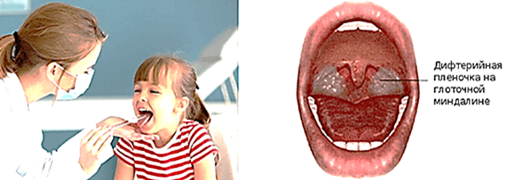 Дифтерийная
пленочка на
глоточной
миндалине